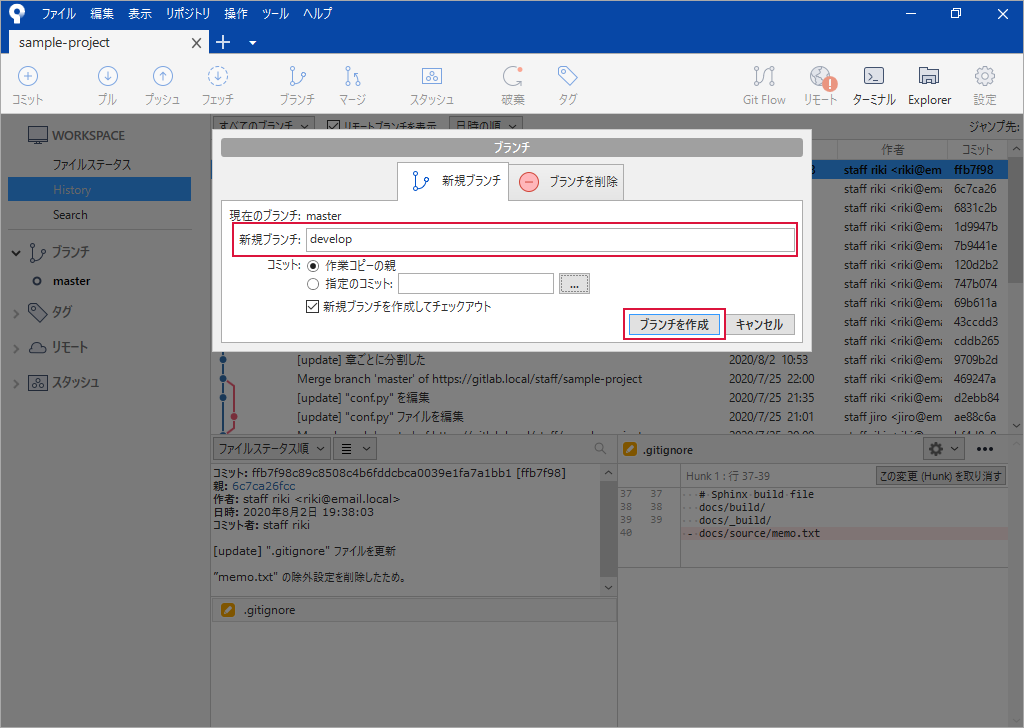 ファイル 編集 表示 リポジトリ 操作 ツール ヘルプ
sample-project
コミット プル プッシュ フェッチ ブランチ マージ スタッシュ 破棄 タグ Git Flow リモート ターミナル Explorer 設定
WORKSPACE
ファイルステータス
History
Search
ブランチ
master
タグ
リモート
スタッシュ
すべてのブランチ リモートブランチを表示 日時の順 ジャンプ先:
作者 コミット
ブランチ
新規ブランチ ブランチを削除
現在のブランチ: master
新規ブランチ: develop
コミット: 作業コピーの親
指定のコミット: ...
新規ブランチを作成してチェックアウト
ブランチを作成 キャンセル
staff riki <riki@em ffb7f98
staff riki <riki@ema 6c7ca26
staff riki <riki@ema 6831c2b
staff riki <riki@ema 1d9947b
staff riki <riki@ema 7b9441e
staff riki <riki@ema 120d2b2
staff riki <riki@ema 747b074
staff riki <riki@ema 69b611a
staff riki <riki@ema 43ccdd3
staff riki <riki@ema cddb265
[update] 章ごとに分割した 2020/8/2 10:53 staff riki <riki@ema 9709b2d
Merge branch 'master' of https://gitlab.local/staff/sample-project 2020/7/25 22:00 staff riki <riki@ema 469247a
[update] "conf.py" を編集 2020/7/25 21:35 staff riki <riki@ema d2ebb84
[update] "conf.py" ファイルを編集 2020/7/25 21:01 staff jiro <jiro@em ae88c6a
ファイルステータス順
コミット: ffb7f98c89c8508c4b6fddcbca0039e1fa7a1bb1 [ffb7f98]
親: 6c7ca26fcc
作者: staff riki <riki@email.local>
日時: 2020年8月2日 19:38:03
コミット者: staff riki
[update] ".gitignore" ファイルを更新
"memo.txt" の除外設定を削除したため。
.gitignore
.gitignore
Hunk 1 : 行 37-39 この変更 (Hunk) を取り消す
37 37 # Sphinx build file
38 38 docs/build/
39 39 docs/_build/
40 - docs/source/memo.txt